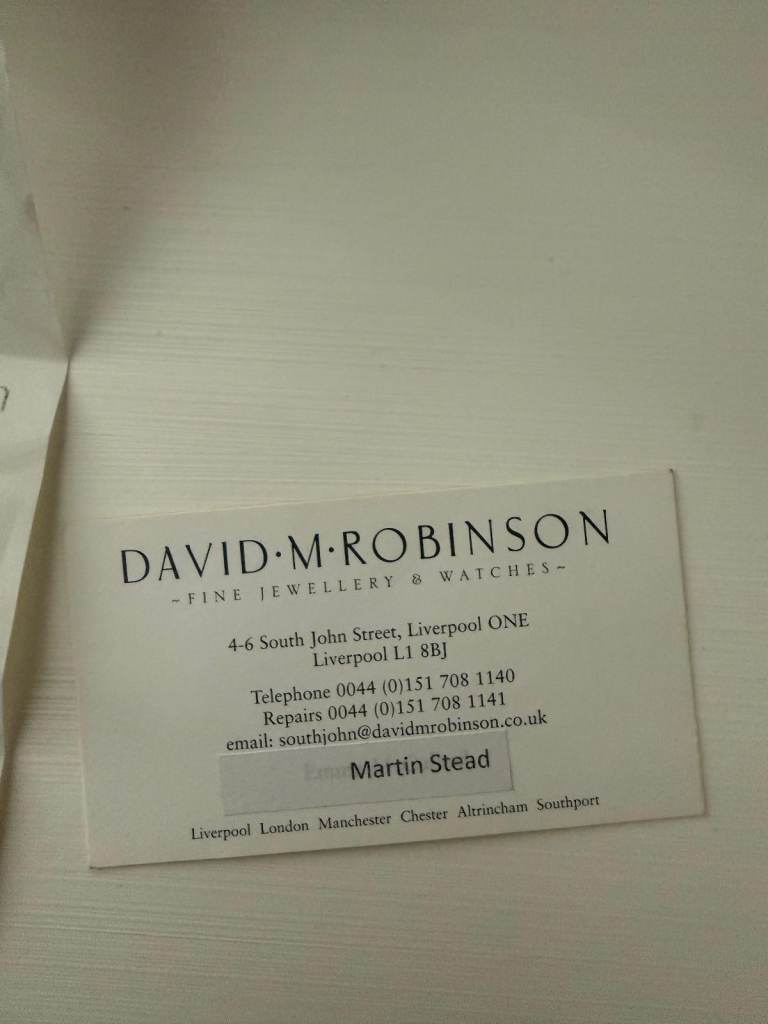 DAVID·M·ROBINSON
~FINE JEWELLERY & WATCHES~
4-6 South John Street, Liverpool ONE
Liverpool L1 8BJ
Telephone 0044 (0)151 708 1140
Repairs 0044 (0)151 708 1141
email: southjohn@davidmrobinson.co.uk
Martin Stead
Liverpool London Manchester Chester Altrincham Southport